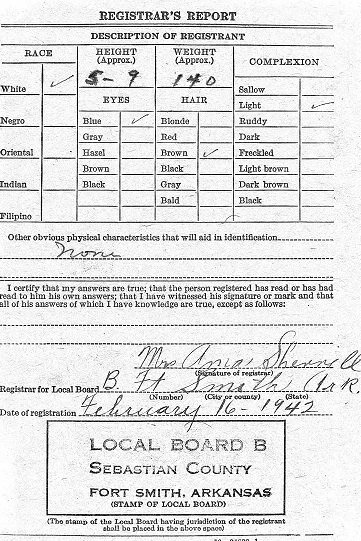 REGISTRAR'S REPORT
DESCRIPTION OF REGISTRANT
RACE HEIGHT (Approx.) WEIGHT (Approx.) COMPLEXION
White ✓ 5-9 140 Sallow
EYES HAIR Light ✓
Negro Blue ✓ Blonde Ruddy
Gray Red Dark
Oriental Hazel Brown ✓ Freckled
Brown Black Light brown
Indian Black Gray Dark brown
Bald Black
Filipino
Other obvious physical characteristics that will aid in identification
None
I certify that my answers are true; that the person registered has read or has had
read to him his own answers; that I have witnessed his signature or mark and that
all of his answers of which I have knowledge are true, except as follows:
Mrs
(Signature of registrar)
Registrar for Local Board B. Ft Smith Ark.
(Number) (City or county) (State)
Date of registration February 16-1942
LOCAL BOARD B
SEBASTIAN COUNTY
FORT SMITH, ARKANSAS
(STAMP OF LOCAL BOARD)
(The stamp of the Local Board having jurisdiction of the registrant
shall be placed in the above space)